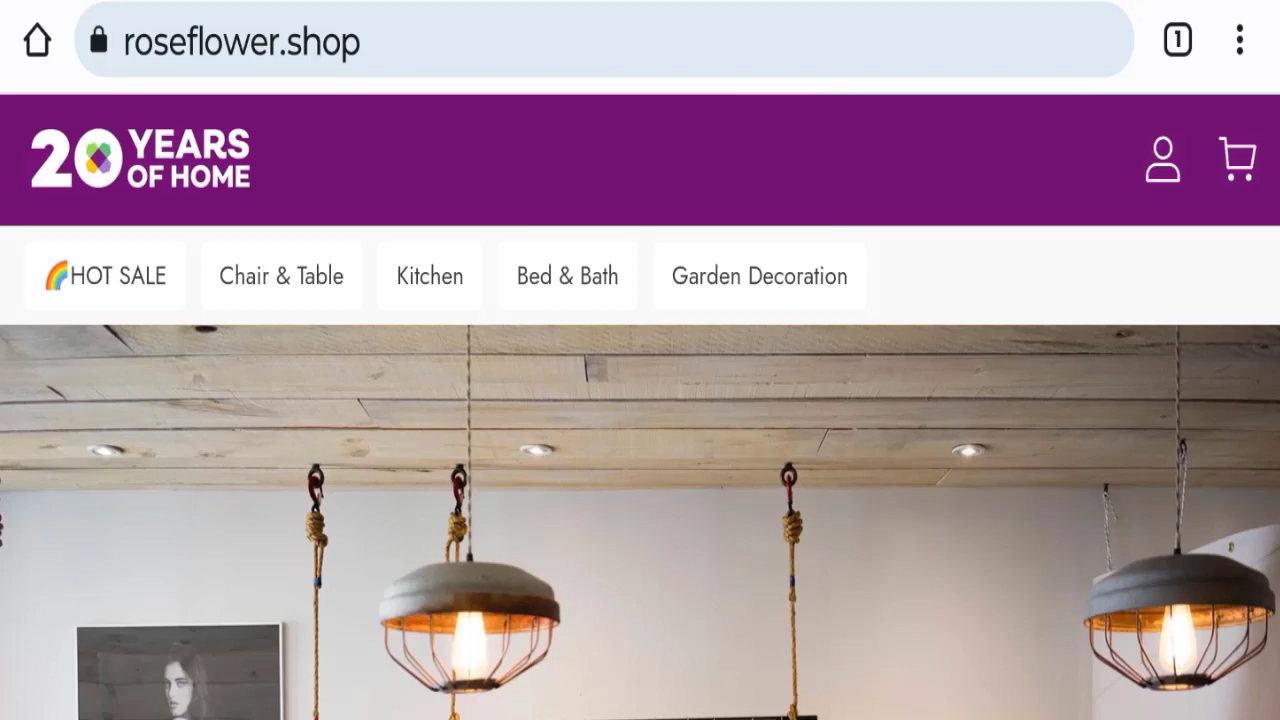 roseflower.shop
1
20 YEARS
OF HOME
🌈HOT SALE
Chair & Table
Kitchen
Bed & Bath
Garden Decoration